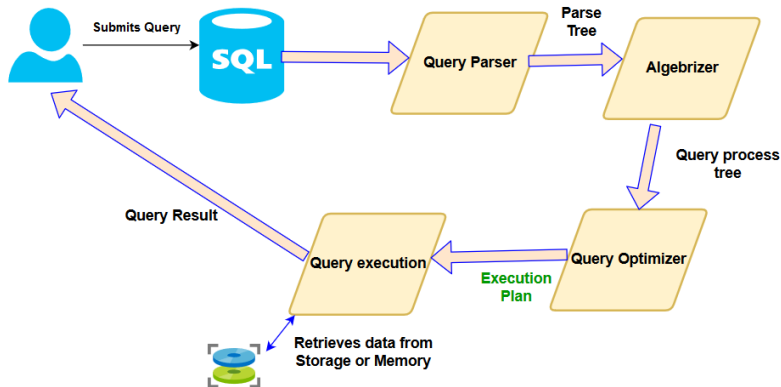 Submits Query
SQL
Query Parser
Parse
Tree
Algebrizer
Query process
tree
Query Optimizer
Execution
Plan
Query execution
Query Result
Retrieves data from
Storage or Memory